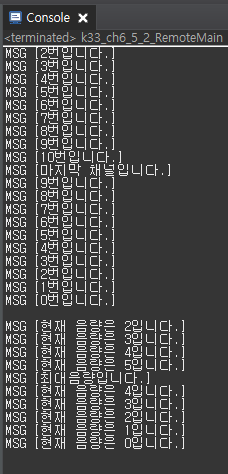 Console
<terminated> k33_ch6_5_2_RemoteMain
MSG [2번입니다.]
MSG [3번입니다.]
MSG [4번입니다.]
MSG [5번입니다.]
MSG [6번입니다.]
MSG [7번입니다.]
MSG [8번입니다.]
MSG [9번입니다.]
MSG [10번입니다.]
MSG [마지막 채널입니다.]
MSG [9번입니다.]
MSG [8번입니다.]
MSG [7번입니다.]
MSG [6번입니다.]
MSG [5번입니다.]
MSG [4번입니다.]
MSG [3번입니다.]
MSG [2번입니다.]
MSG [1번입니다.]
MSG [0번입니다.]
MSG [현재 음량은 2입니다.]
MSG [현재 음량은 3입니다.]
MSG [현재 음량은 4입니다.]
MSG [현재 음량은 5입니다.]
MSG [최대음량입니다.]
MSG [현재 음량은 4입니다.]
MSG [현재 음량은 3입니다.]
MSG [현재 음량은 2입니다.]
MSG [현재 음량은 1입니다.]
MSG [현재 음량은 0입니다.]